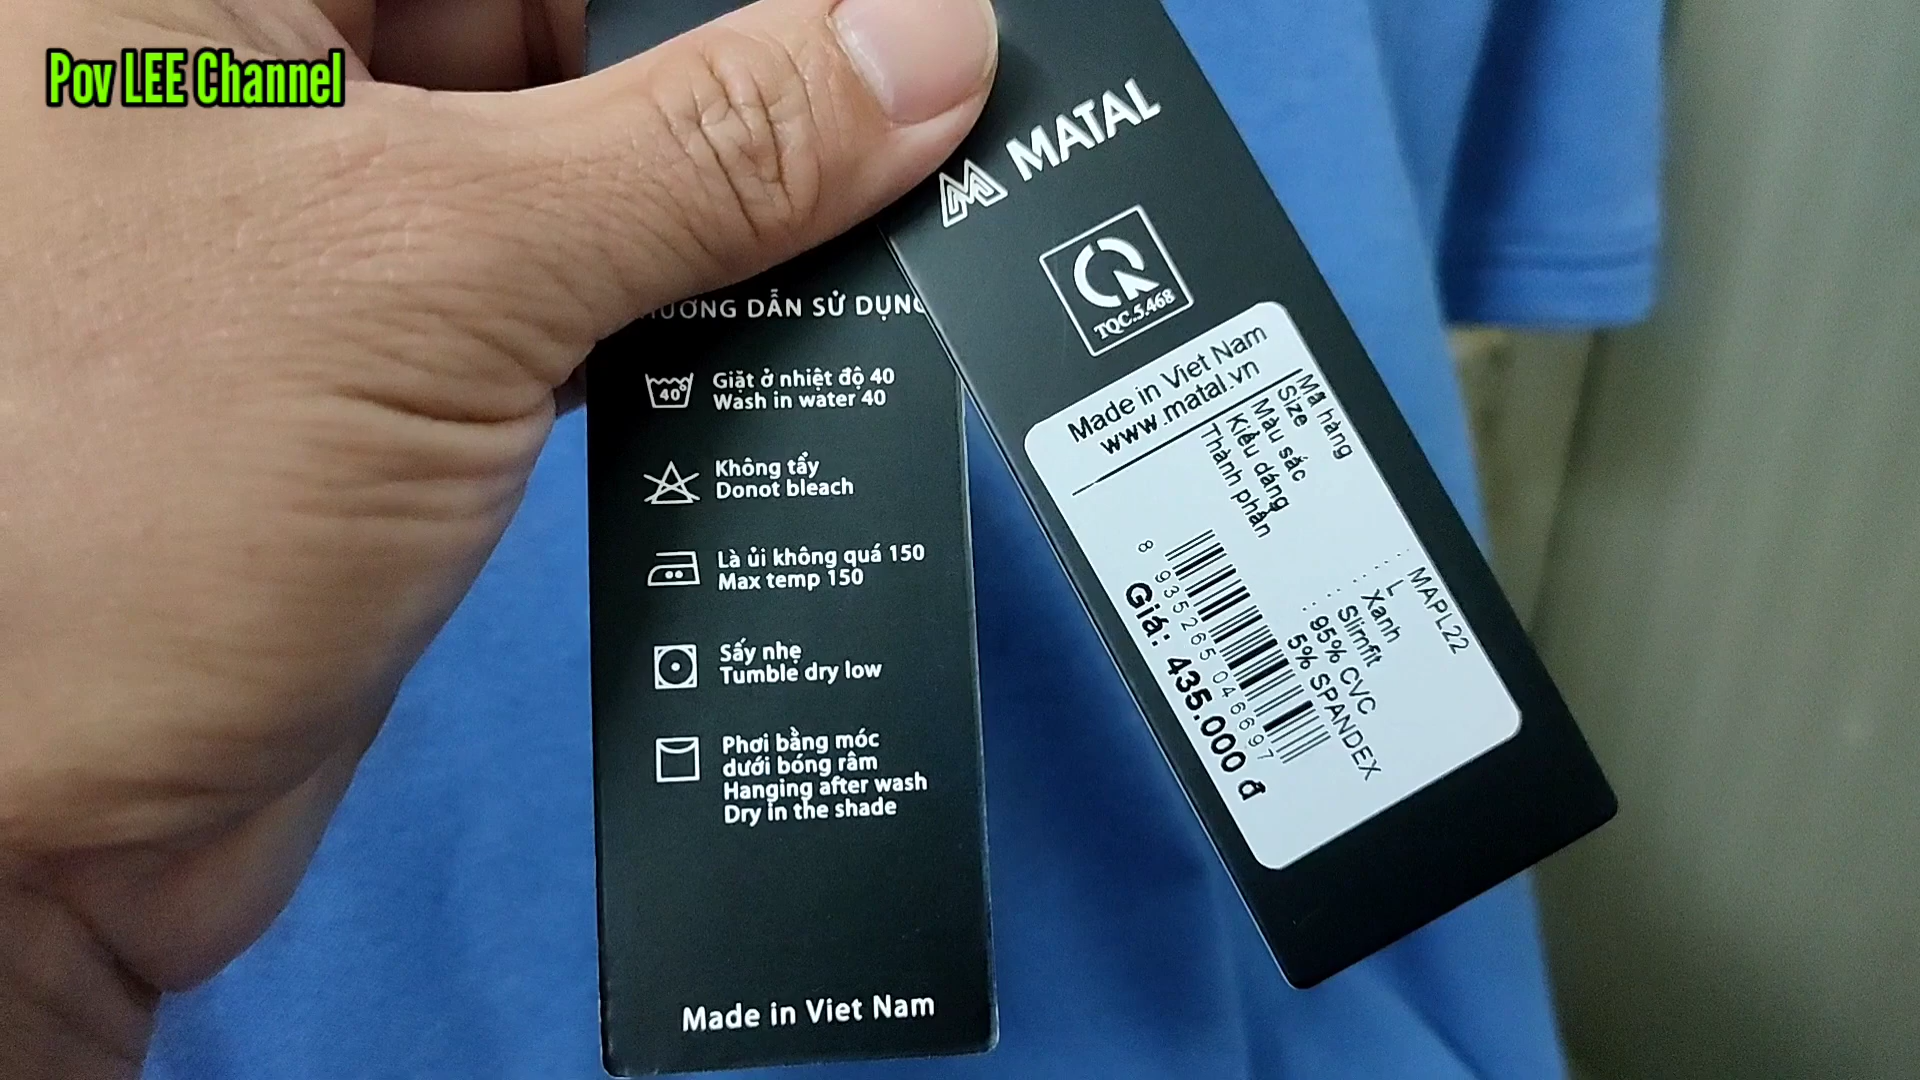 Pov LEE Channel
MATAL
TQC.5.468
Made in Viet Nam
www.matal.vn
Mã hàng : MAPL22
Size : L
Màu sắc : Xanh
Kiểu dáng : Slimfit
Thành phần : 95% CVC
5% SPANDEX
8 935265 046697
Giá: 435.000 đ
DẪN SỬ DỤNG
40°
Giặt ở nhiệt độ 40
Wash in water 40
Không tẩy
Donot bleach
Là ủi không quá 150
Max temp 150
Sấy nhẹ
Tumble dry low
Phơi bằng móc
dưới bóng râm
Hanging after wash
Dry in the shade
Made in Viet Nam